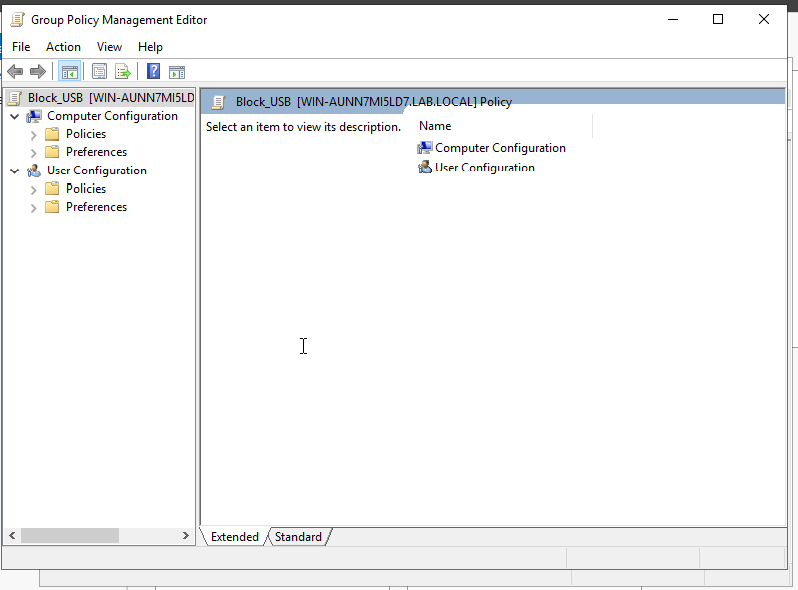 Group Policy Management Editor
File Action View Help
Block_USB [WIN-AUNN7MI5LD
Computer Configuration
Policies
Preferences
User Configuration
Policies
Preferences
Block_USB [WIN-AUNN7MI5LD7.LAB.LOCAL] Policy
Select an item to view its description.
Name
Computer Configuration
User Configuration
Extended Standard